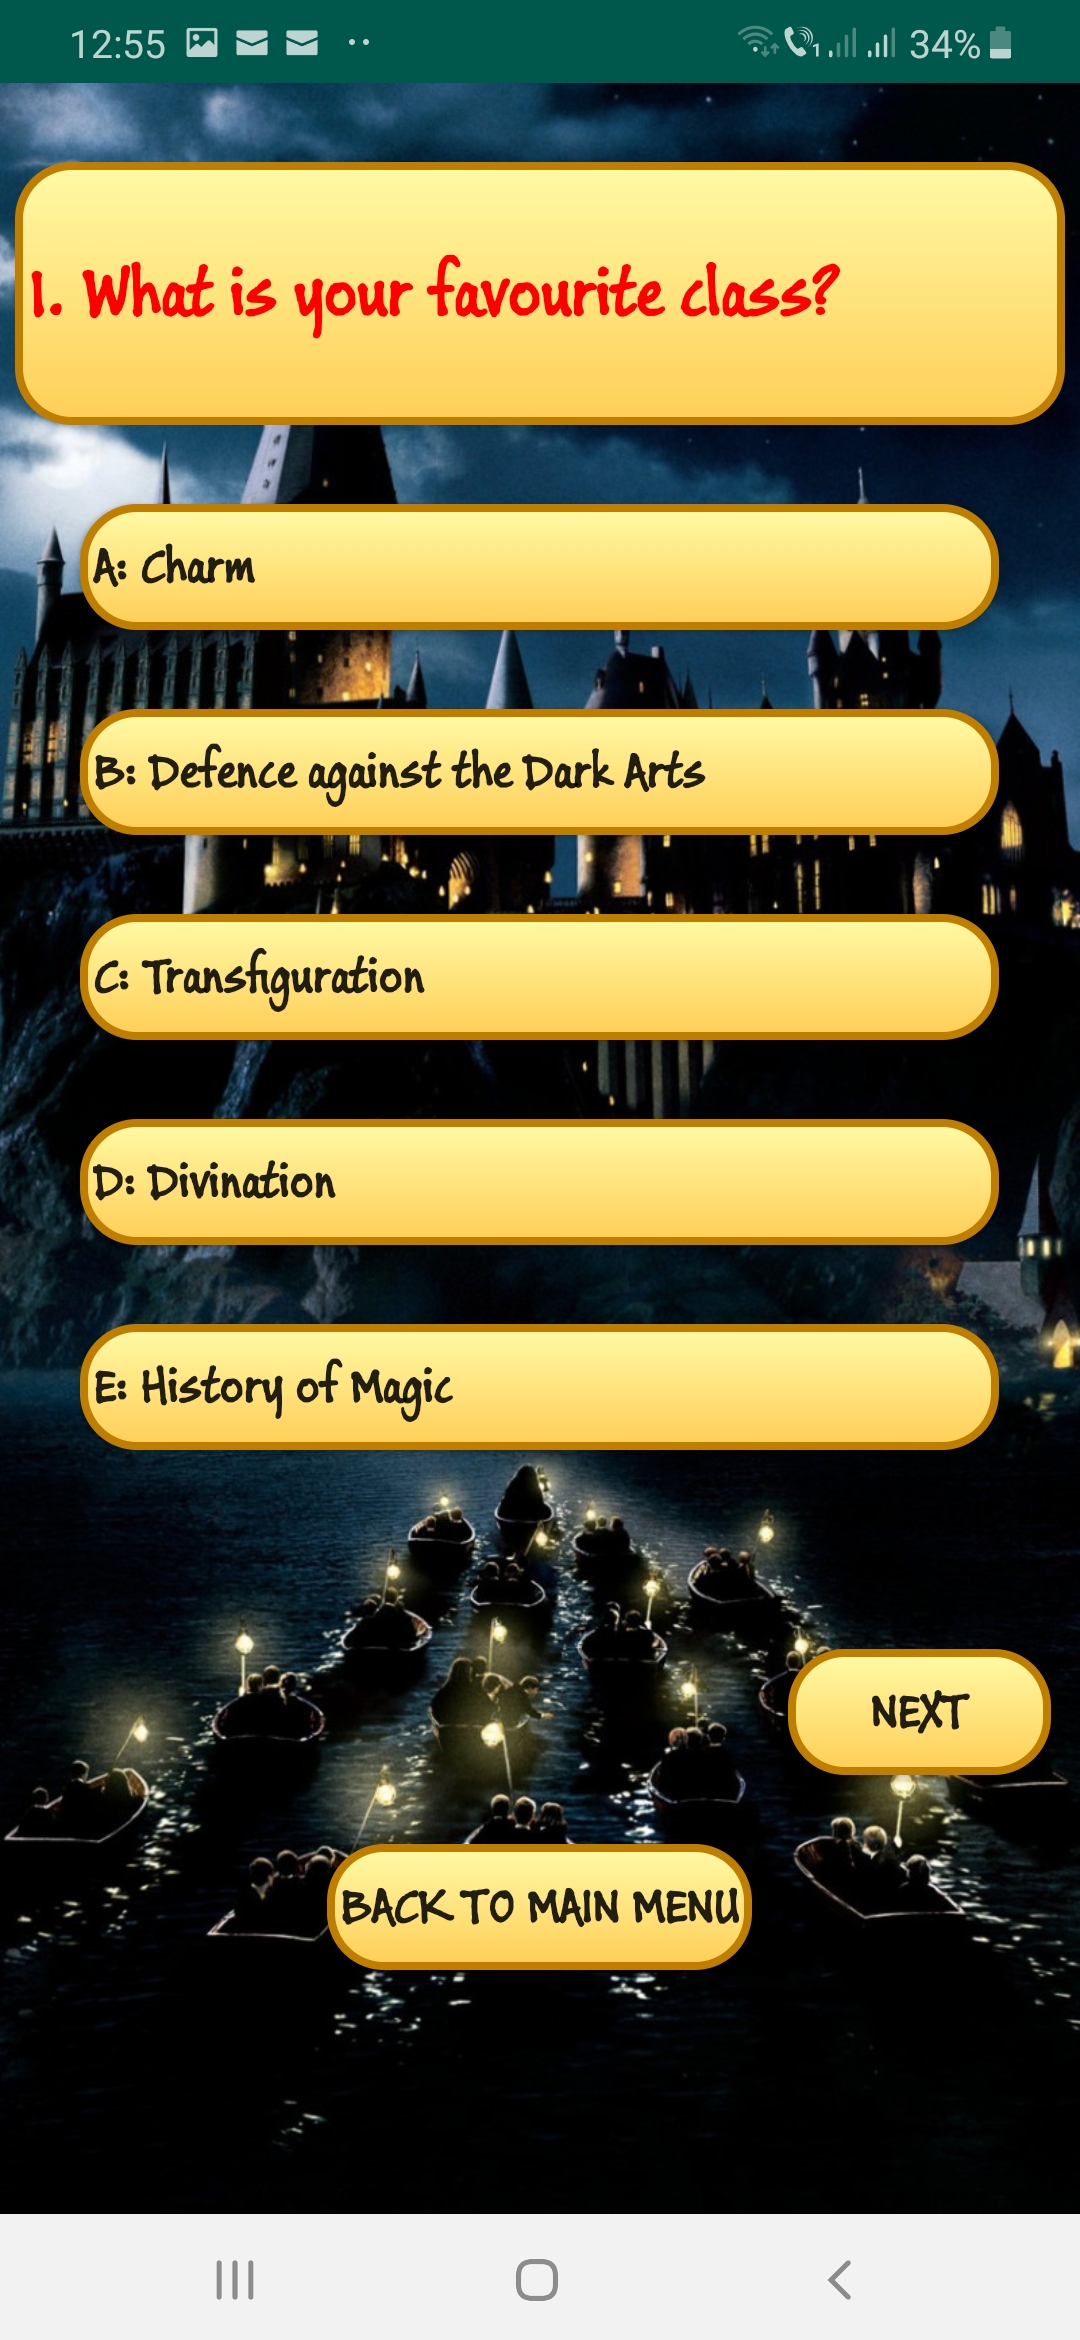 12:55 34%
1. What is your favourite class?
A: Charm
B: Defence against the Dark Arts
C: Transfiguration
D: Divination
E: History of Magic
NEXT
BACK TO MAIN MENU